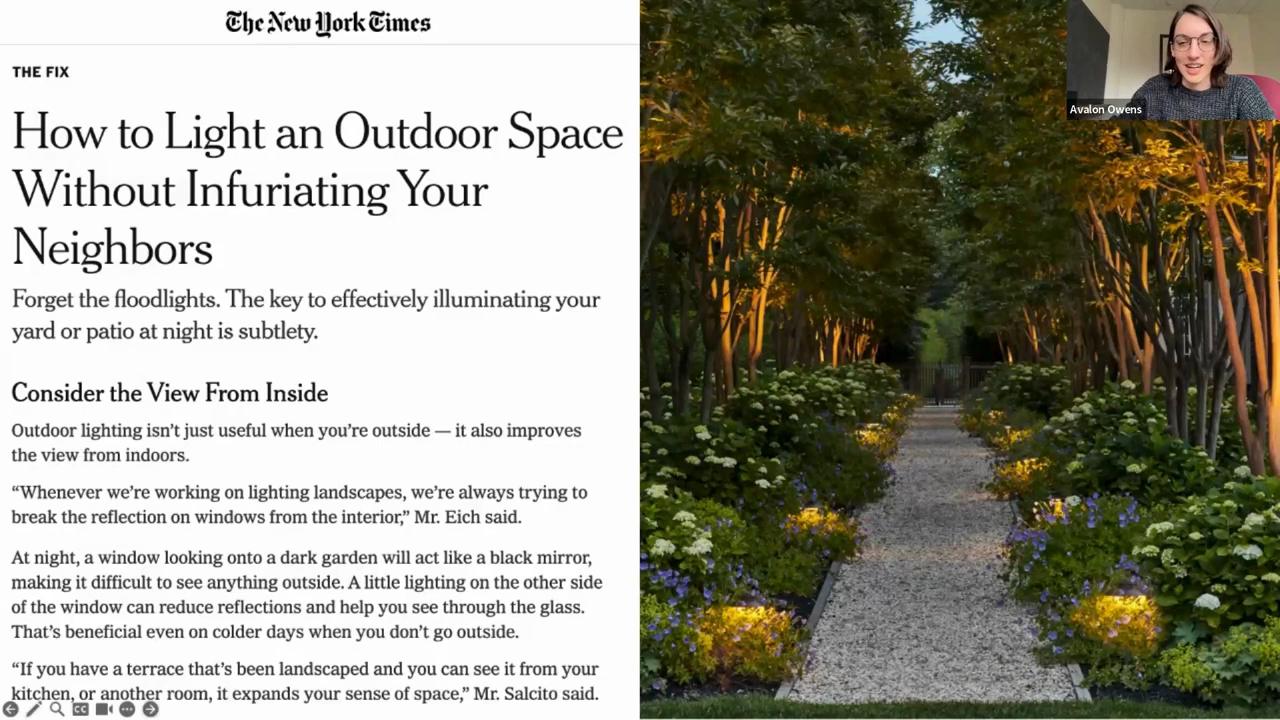 The New York Times
THE FIX
How to Light an Outdoor Space
Without Infuriating Your
Neighbors
Forget the floodlights. The key to effectively illuminating your
yard or patio at night is subtlety.
Consider the View From Inside
Outdoor lighting isn’t just useful when you’re outside — it also improves
the view from indoors.
“Whenever we’re working on lighting landscapes, we’re always trying to
break the reflection on windows from the interior,” Mr. Eich said.
At night, a window looking onto a dark garden will act like a black mirror,
making it difficult to see anything outside. A little lighting on the other side
of the window can reduce reflections and help you see through the glass.
That’s beneficial even on colder days when you don’t go outside.
“If you have a terrace that’s been landscaped and you can see it from your
kitchen, or another room, it expands your sense of space,” Mr. Salcito said.
CC
Avalon Owens